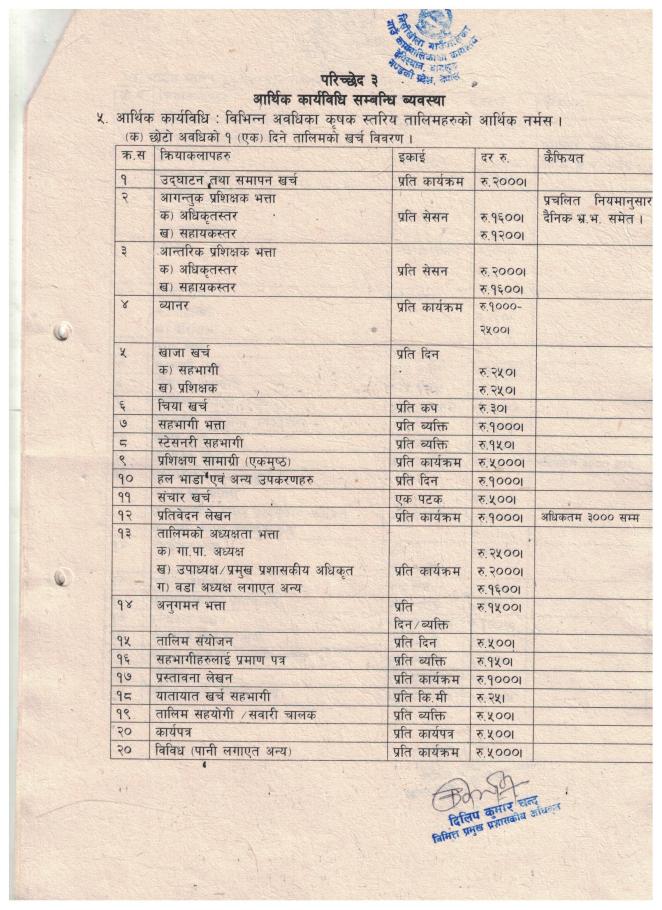 निसीखोला गाउँपालिका
गाउँ कार्यपालिकाको कार्यालय
देविस्थान, बागलुङ
गण्डकी प्रदेश, नेपाल
परिच्छेद ३
आर्थिक कार्यविधि सम्बन्धि ब्यवस्था
५. आर्थिक कार्यविधि : विभिन्न अवधिका कृषक स्तरिय तालिमहरुको आर्थिक नर्मस ।
(क) छोटो अवधिको १ (एक) दिने तालिमको खर्च विवरण ।
क्र.स क्रियाकलापहरु इकाई दर रु. कैफियत
१ उद्घाटन तथा समापन खर्च प्रति कार्यक्रम रु.२०००।
२ आगन्तुक प्रशिक्षक भत्ता प्रचलित नियमानुसार
क) अधिकृतस्तर प्रति सेसन रु.१६००। दैनिक भ्र.भ. समेत ।
ख) सहायकस्तर रु.१२००।
३ आन्तरिक प्रशिक्षक भत्ता
क) अधिकृतस्तर प्रति सेसन रु.२०००।
ख) सहायकस्तर रु.१६००।
४ ब्यानर प्रति कार्यक्रम रु.१०००-
२५००।
५ खाजा खर्च प्रति दिन
क) सहभागी रु.२५०।
ख) प्रशिक्षक रु.२५०।
६ चिया खर्च प्रति कप रु.३०।
७ सहभागी भत्ता प्रति व्यक्ति रु.१०००।
८ स्टेसनरी सहभागी प्रति व्यक्ति रु.१५०।
९ प्रशिक्षण सामाग्री (एकमुष्ठ) प्रति कार्यक्रम रु.५०००।
१० हल भाडा एवं अन्य उपकरणहरु प्रति दिन रु.१०००।
११ संचार खर्च एक पटक रु.५००।
१२ प्रतिवेदन लेखन प्रति कार्यक्रम रु.१०००। अधिकतम ३००० सम्म
१३ तालिमको अध्यक्षता भत्ता
क) गा.पा. अध्यक्ष रु.२५००।
ख) उपाध्यक्ष/प्रमुख प्रशासकीय अधिकृत प्रति कार्यक्रम रु.२०००।
ग) वडा अध्यक्ष लगाएत अन्य रु.१६००।
१४ अनुगमन भत्ता प्रति रु.१५००।
दिन/व्यक्ति
१५ तालिम संयोजन प्रति दिन रु.५००।
१६ सहभागीहरुलाई प्रमाण पत्र प्रति व्यक्ति रु.१५०।
१७ प्रस्तावना लेखन प्रति कार्यक्रम रु.१०००।
१८ यातायात खर्च सहभागी प्रति कि.मी रु.२५।
१९ तालिम सहयोगी /सवारी चालक प्रति व्यक्ति रु.५००।
२० कार्यपत्र प्रति कार्यपत्र रु.५००।
२० विविध (पानी लगाएत अन्य) प्रति कार्यक्रम रु.५०००।
दिलिप कुमार चन्द
निमित्त प्रमुख प्रशासकीय अधिकृत